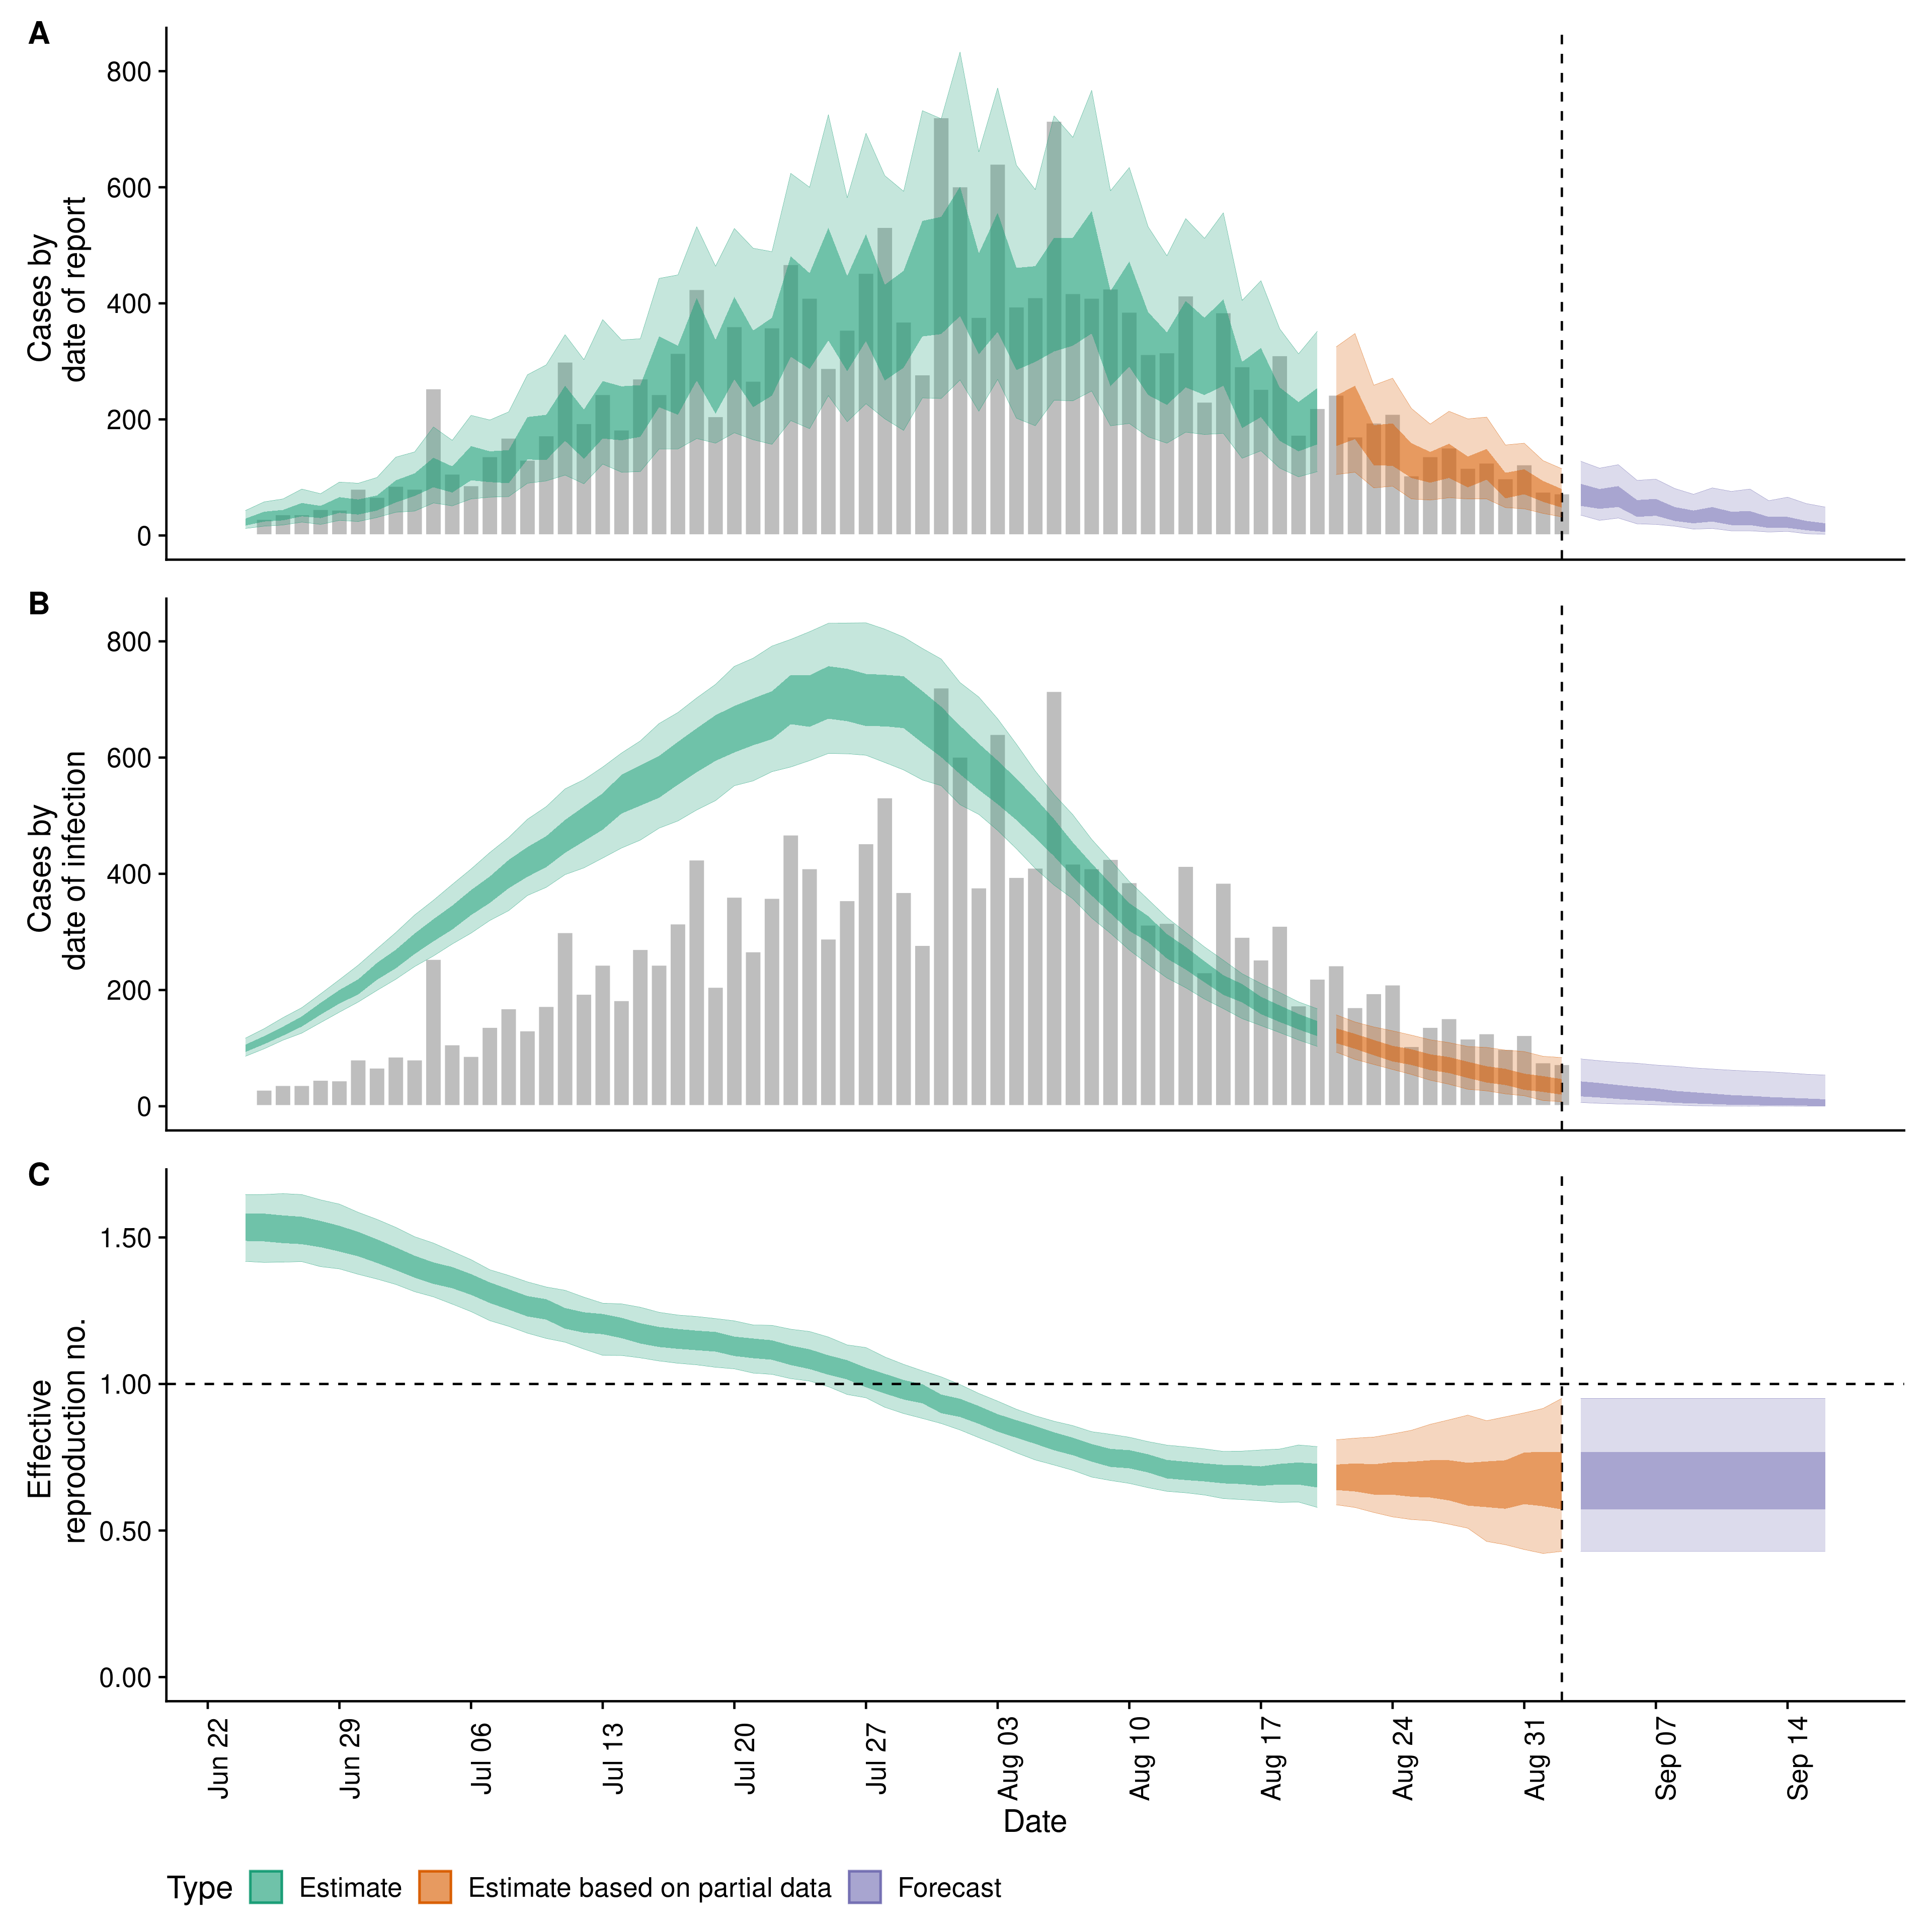 A
Cases by
date of report
800
600
400
200
0
B
Cases by
date of infection
800
600
400
200
0
C
Effective
reproduction no.
1.50
1.00
0.50
0.00
Jun 22
Jun 29
Jul 06
Jul 13
Jul 20
Jul 27
Aug 03
Aug 10
Aug 17
Aug 24
Aug 31
Sep 07
Sep 14
Date
Type
Estimate
Estimate based on partial data
Forecast